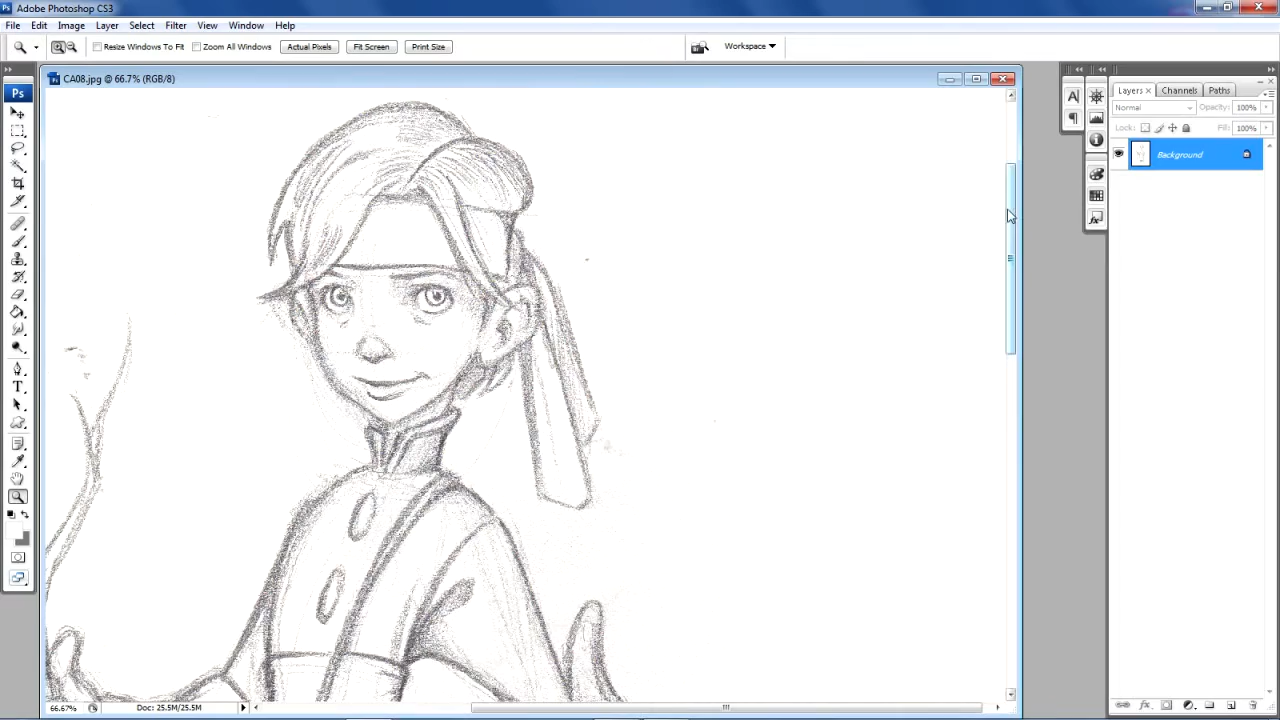 Ps Adobe Photoshop CS3
File Edit Image Layer Select Filter View Window Help
Resize Windows To Fit Zoom All Windows Actual Pixels Fit Screen Print Size Workspace
CA08.jpg @ 66.7% (RGB/8)
Ps
Layers x Channels Paths
Normal Opacity: 100%
Lock: Fill: 100%
Background
T
A
66.67% Doc: 25.5M/25.5M